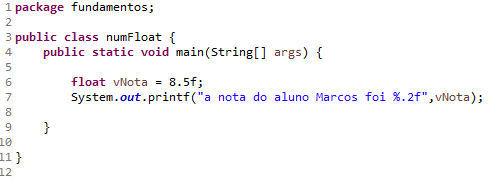 1 package fundamentos;
2
3 public class numFloat {
4     public static void main(String[] args) {
5
6         float vNota = 8.5f;
7         System.out.printf("a nota do aluno Marcos foi %.2f",vNota);
8
9     }
10
11 }
12